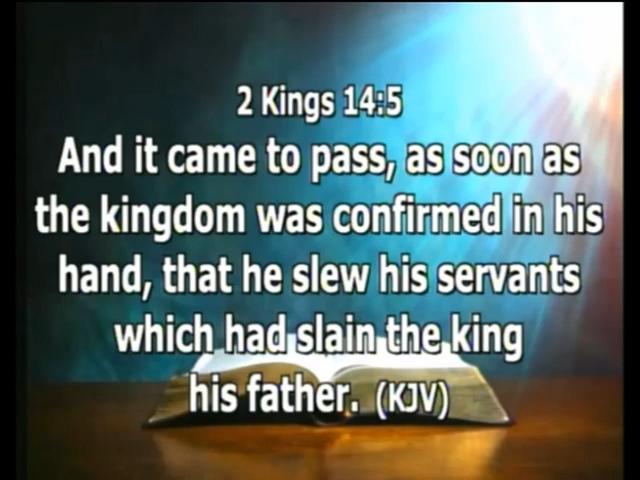 2 Kings 14:5
And it came to pass, as soon as
the kingdom was confirmed in his
hand, that he slew his servants
which had slain the king
his father. (KJV)